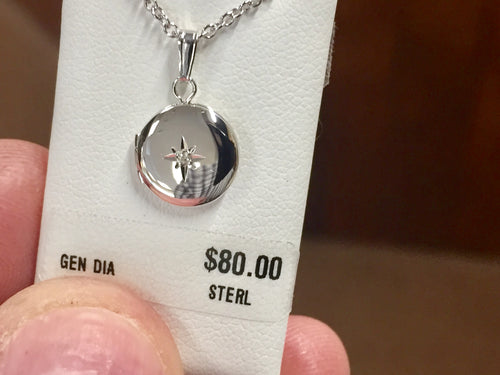 GEN DIA $80.00
STERL